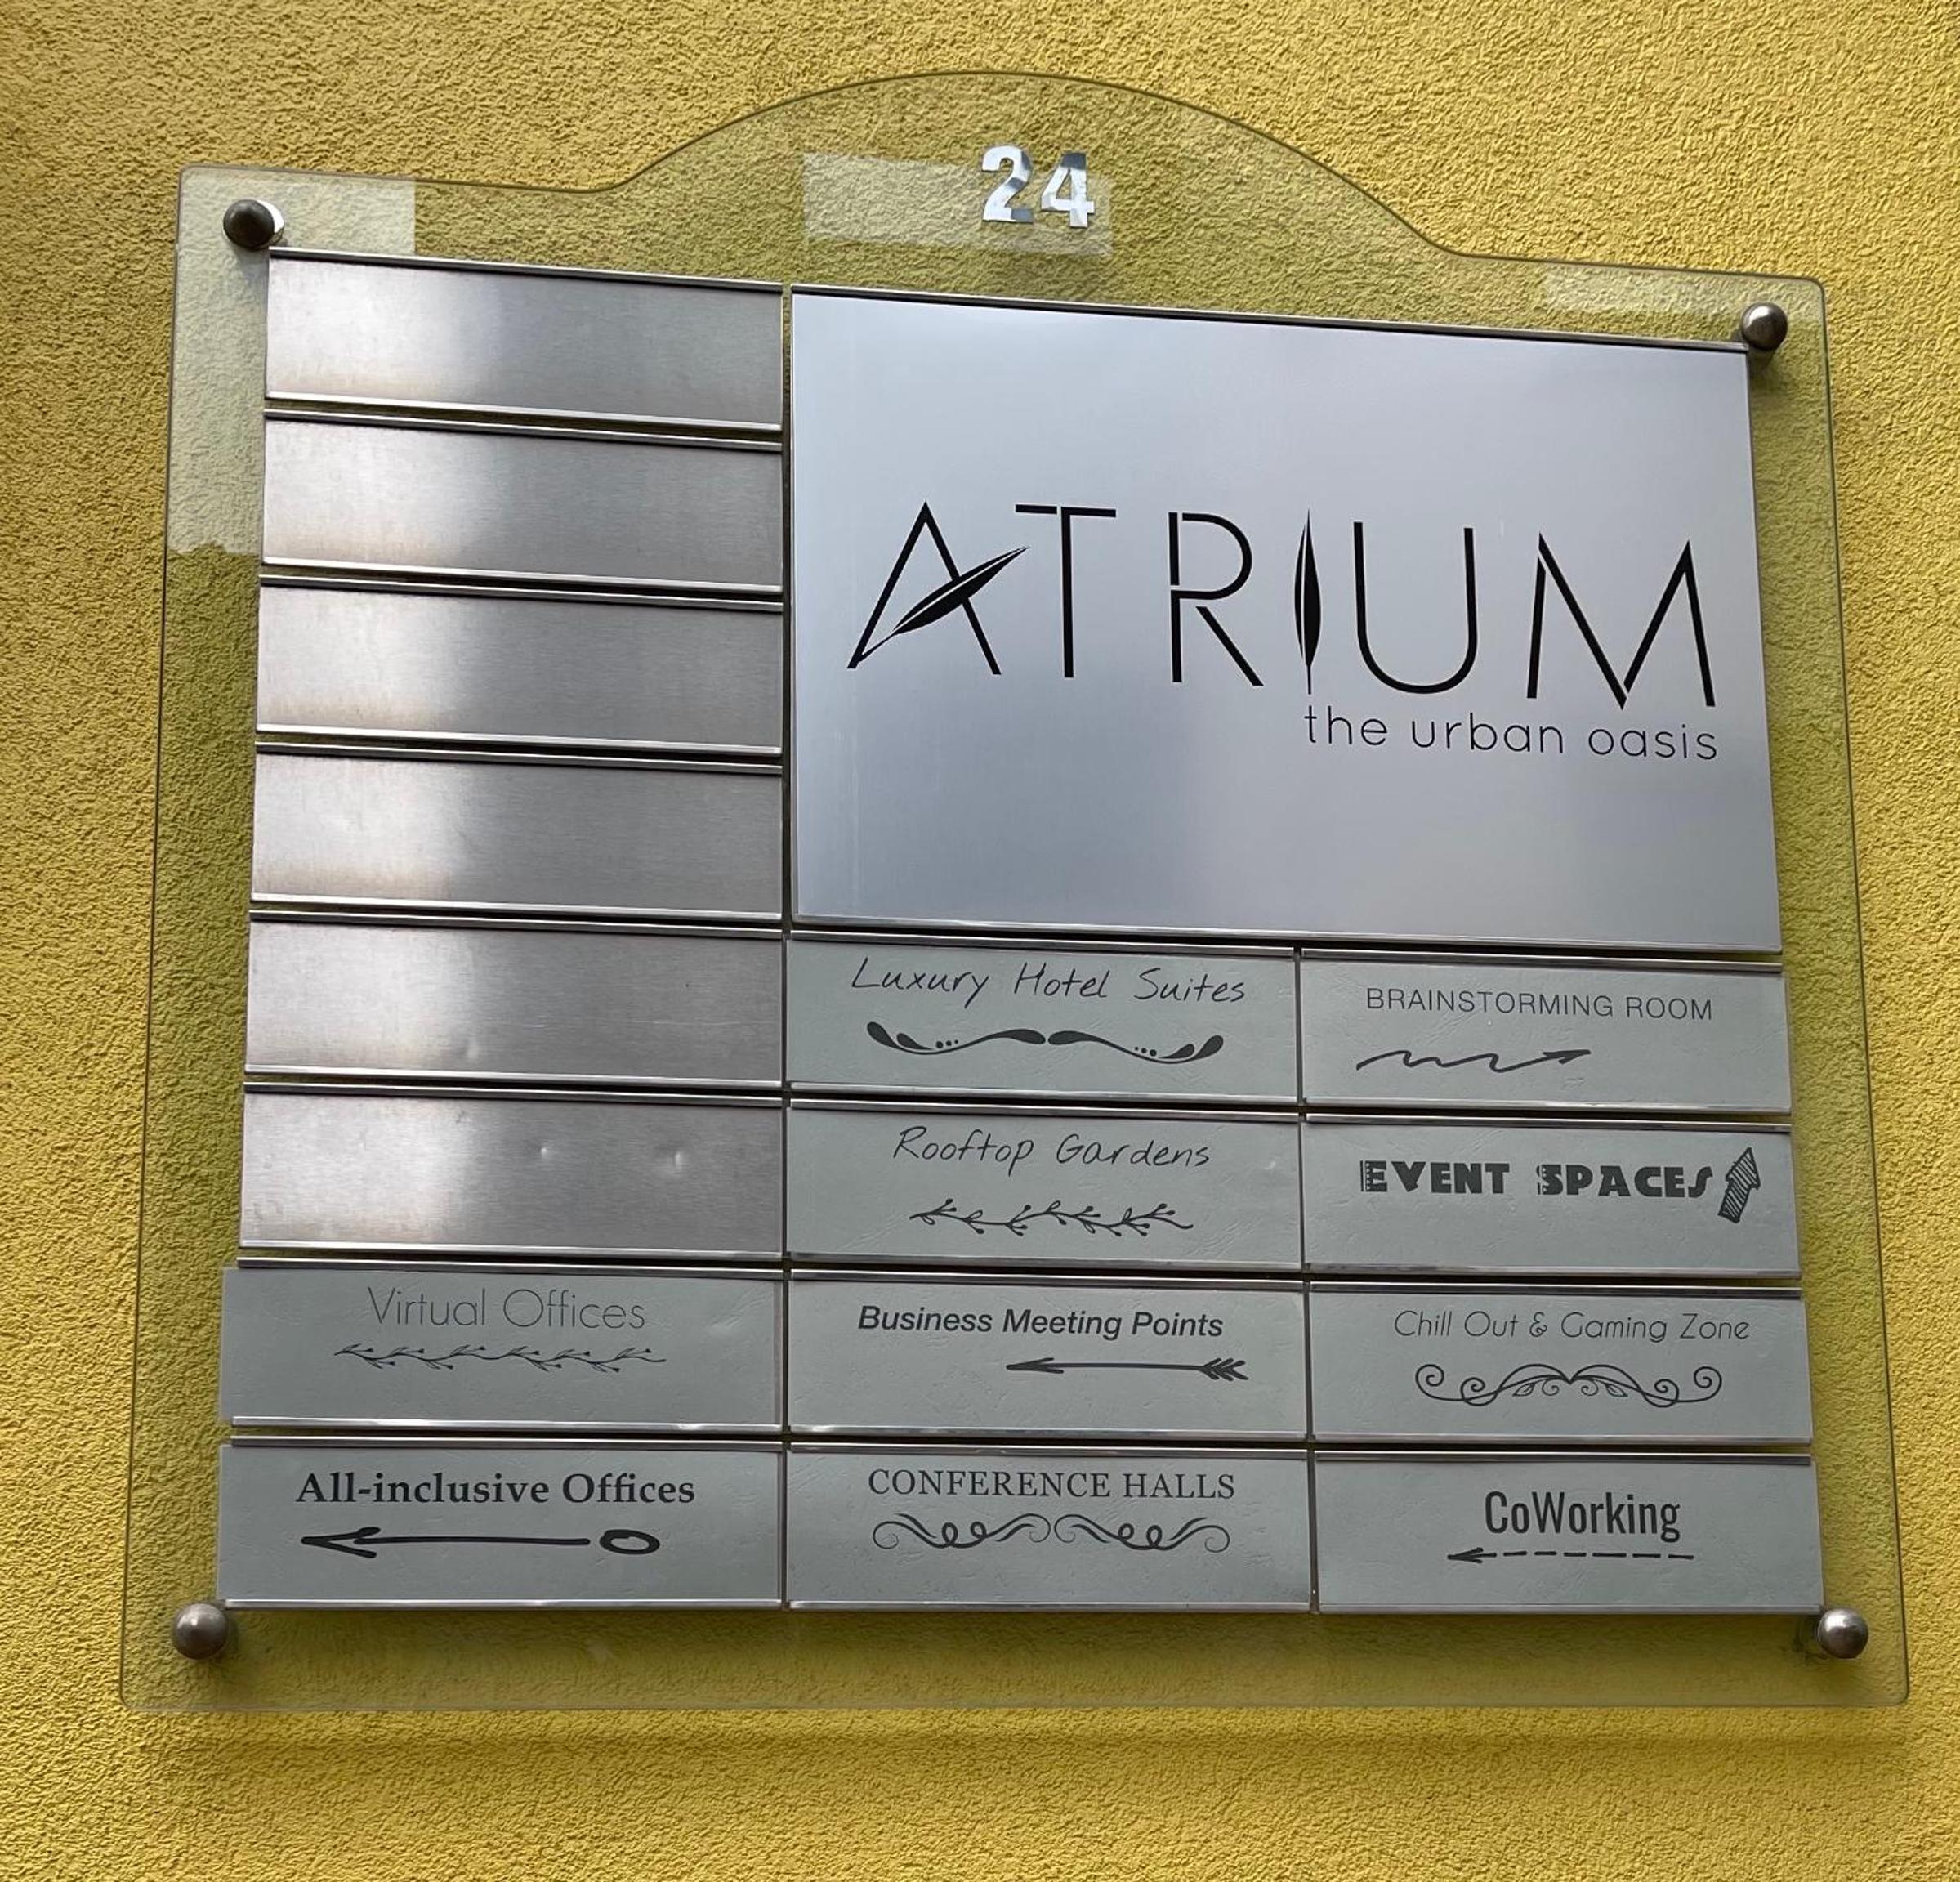 24
ATRIUM
the urban oasis
Luxury Hotel Suites
BRAINSTORMING ROOM
Rooftop Gardens
EVENT SPACES
Virtual Offices
Business Meeting Points
Chill Out & Gaming Zone
All-inclusive Offices
CONFERENCE HALLS
CoWorking